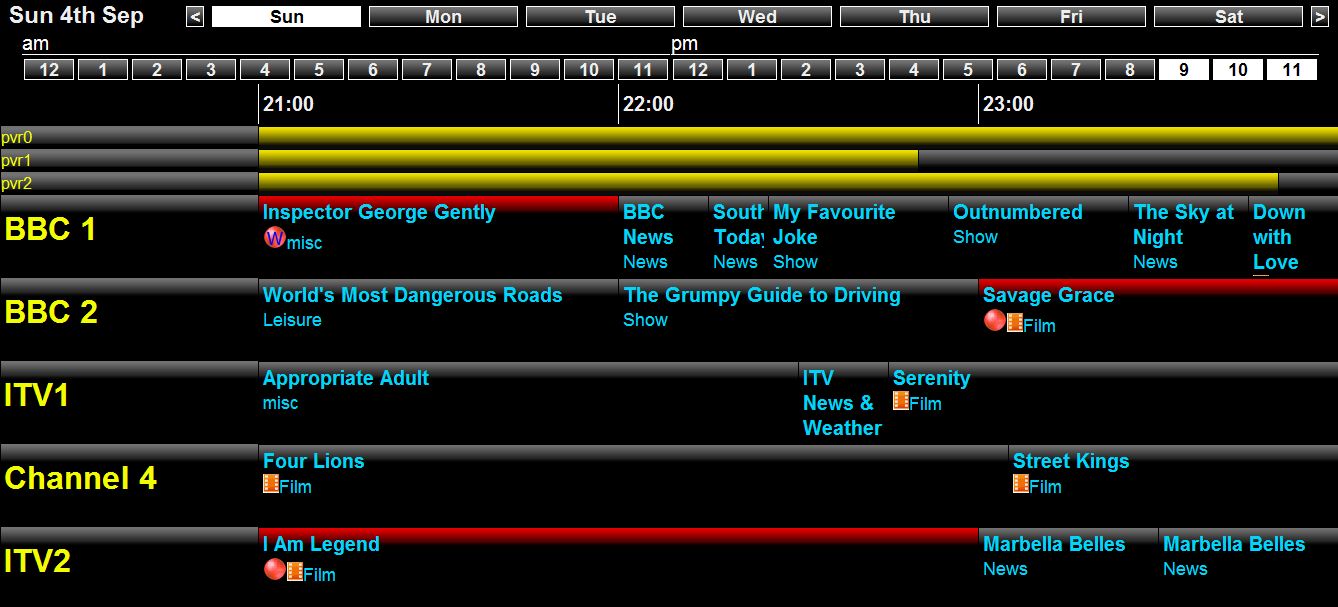 Sun 4th Sep < Sun Mon Tue Wed Thu Fri Sat >
am pm
12 1 2 3 4 5 6 7 8 9 10 11 12 1 2 3 4 5 6 7 8 9 10 11
21:00 22:00 23:00
pvr0
pvr1
pvr2
BBC 1
Inspector George Gently
W misc
BBC
News
News
South
Today
News
My Favourite
Joke
Show
Outnumbered
Show
The Sky at
Night
News
Down
with
Love
BBC 2
World's Most Dangerous Roads
Leisure
The Grumpy Guide to Driving
Show
Savage Grace
Film
ITV1
Appropriate Adult
misc
ITV
News &
Weather
Serenity
Film
Channel 4
Four Lions
Film
Street Kings
Film
ITV2
I Am Legend
Film
Marbella Belles
News
Marbella Belles
News